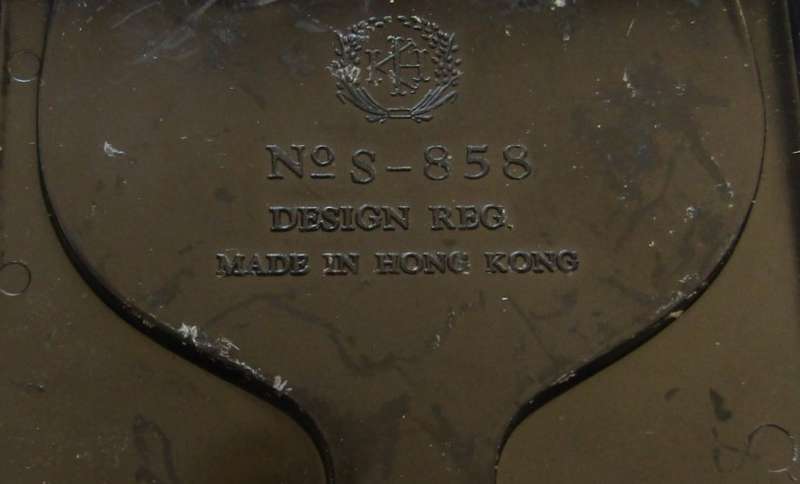 No S-858
DESIGN REG.
MADE IN HONG KONG